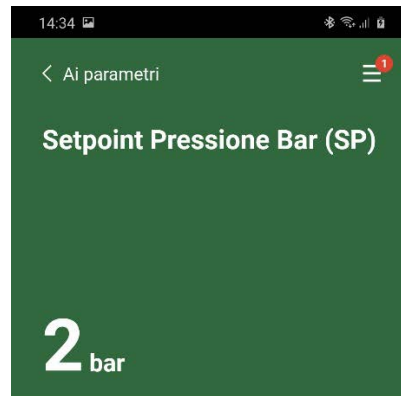 14:34
< Ai parametri
1
Setpoint Pressione Bar (SP)
2 bar